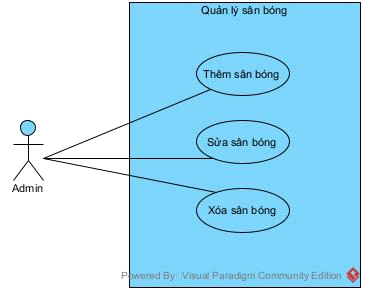 Quản lý sân bóng
Thêm sân bóng
Sửa sân bóng
Admin
Xóa sân bóng
Powered By: Visual Paradigm Community Edition